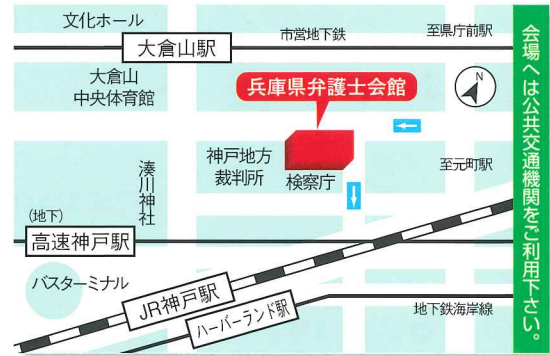 文化ホール
市営地下鉄
至県庁前駅
大倉山駅
大倉山
中央体育館
N
兵庫県弁護士会館
神戸地方
裁判所
検察庁
至元町駅
湊川神社
(地下)
高速神戸駅
バスターミナル
JR神戸駅
ハーバーランド駅
地下鉄海岸線
会場へは公共交通機関をご利用下さい。